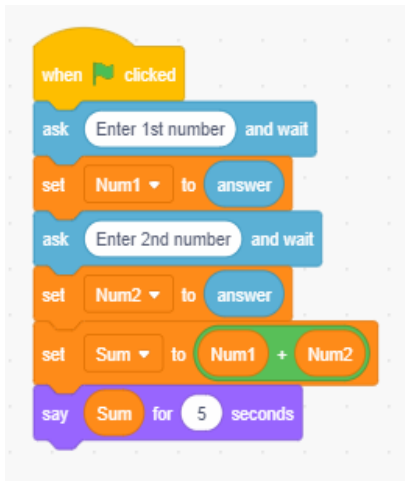 when clicked
ask Enter 1st number and wait
set Num1 to answer
ask Enter 2nd number and wait
set Num2 to answer
set Sum to Num1 + Num2
say Sum for 5 seconds